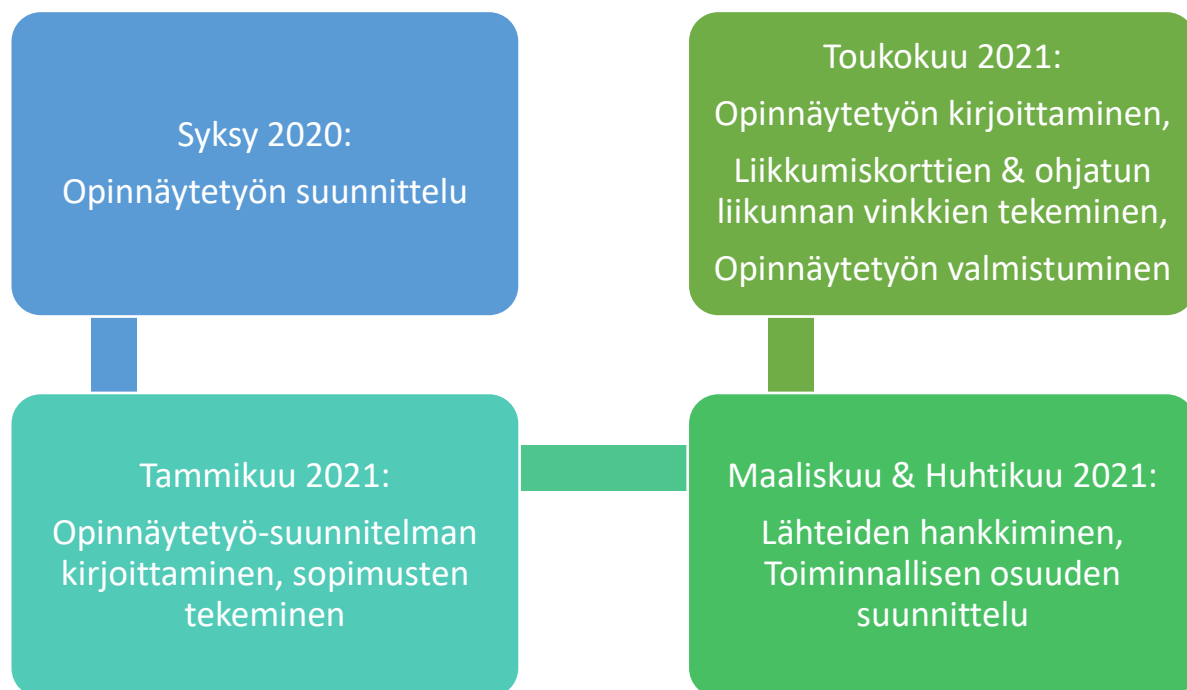 Syksy 2020:
Opinnäytetyön suunnittelu
Tammikuu 2021:
Opinnäytetyö-suunnitelman
kirjoittaminen, sopimusten
tekeminen
Maaliskuu & Huhtikuu 2021:
Lähteiden hankkiminen,
Toiminnallisen osuuden
suunnittelu
Toukokuu 2021:
Opinnäytetyön kirjoittaminen,
Liikkumiskorttien & ohjatun
liikunnan vinkkien tekeminen,
Opinnäytetyön valmistuminen